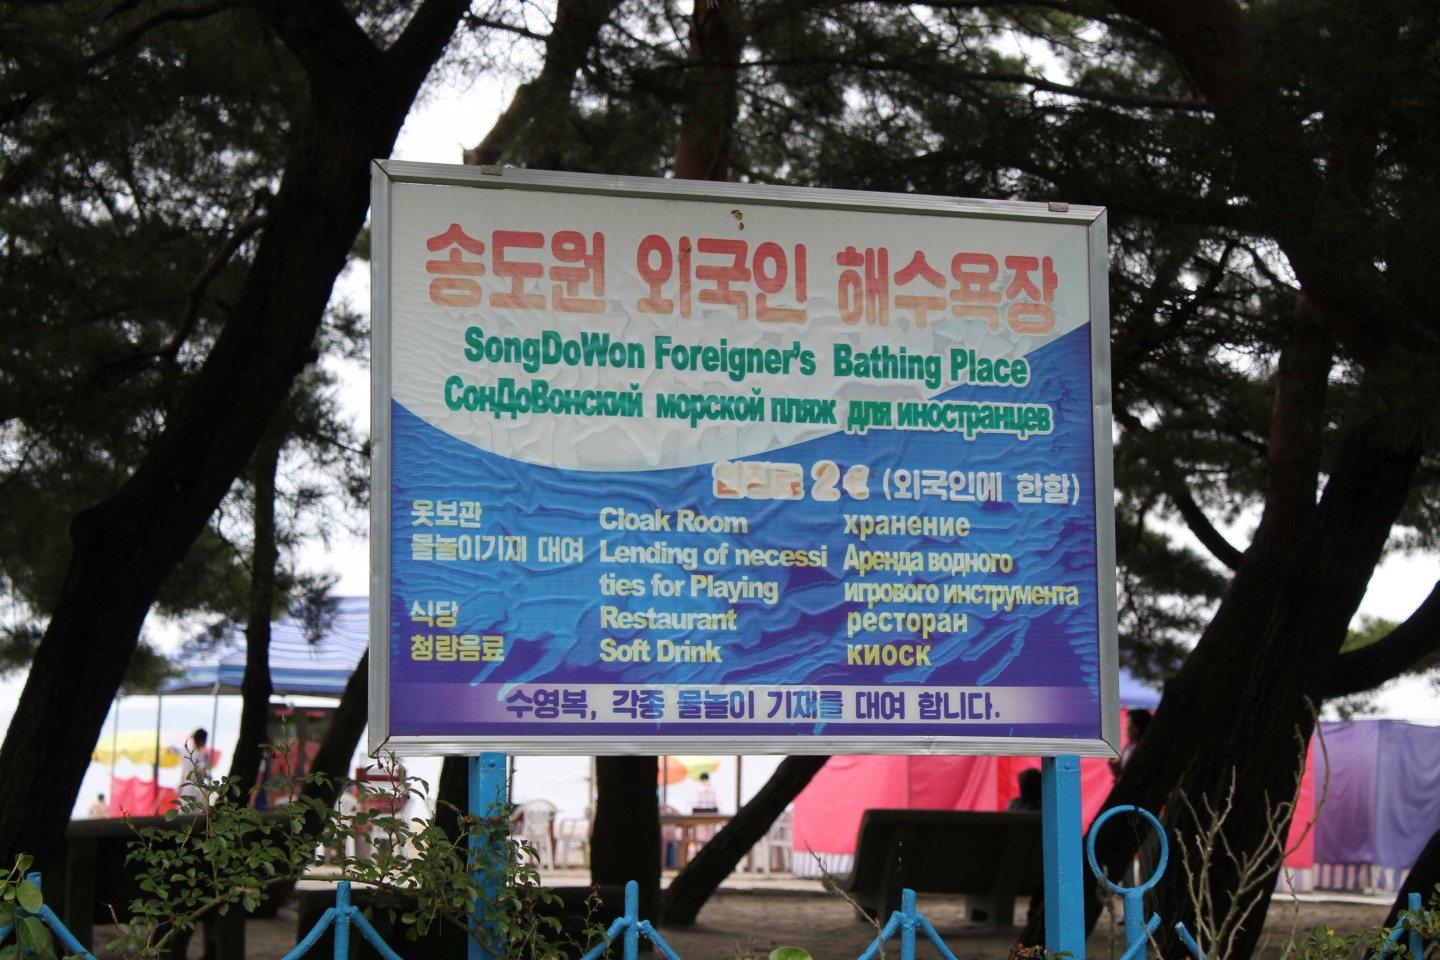 송도원 외국인 해수욕장
SongDoWon Foreigner's Bathing Place
СонДоВонский морской пляж для иностранцев
2€ (외국인에 한함)
옷보관 Cloak Room хранение
물놀이기재 대여 Lending of necessi Аренда водного
ties for Playing игрового инструмента
식당 Restaurant ресторан
청량음료 Soft Drink киоск
수영복, 각종 물놀이 기재를 대여 합니다.